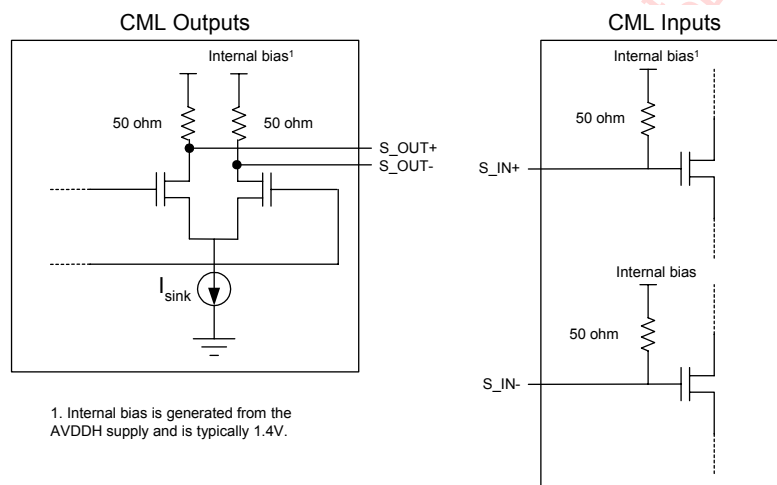 CML Outputs
Internal bias¹
50 ohm
50 ohm
S_OUT+
S_OUT-
Isink
1. Internal bias is generated from the
AVDDH supply and is typically 1.4V.
CML Inputs
Internal bias¹
50 ohm
S_IN+
Internal bias
50 ohm
S_IN-